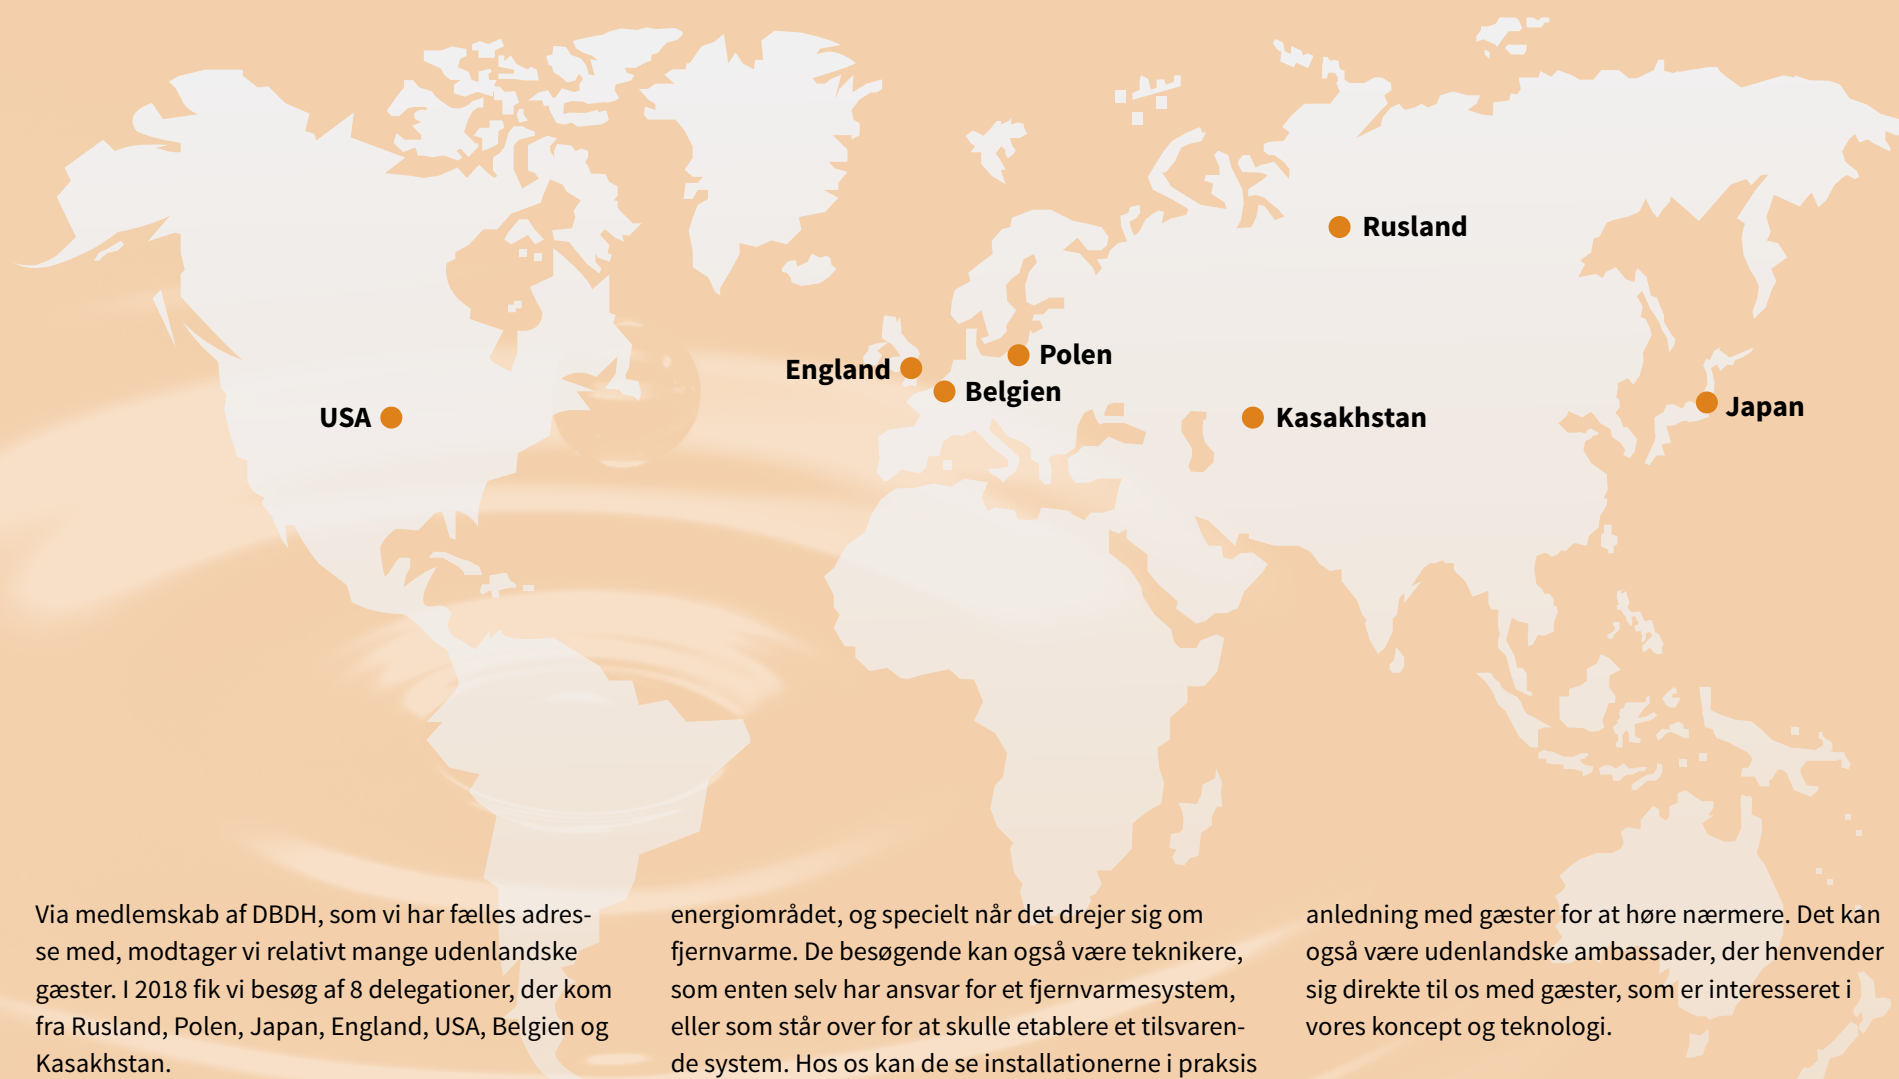 Rusland
Polen
England
Belgien
USA
Kasakhstan
Japan
Via medlemskab af DBDH, som vi har fælles adres-
se med, modtager vi relativt mange udenlandske
gæster. I 2018 fik vi besøg af 8 delegationer, der kom
fra Rusland, Polen, Japan, England, USA, Belgien og
Kasakhstan.
energiområdet, og specielt når det drejer sig om
fjernvarme. De besøgende kan også være teknikere,
som enten selv har ansvar for et fjernvarmesystem,
eller som står over for at skulle etablere et tilsvaren-
de system. Hos os kan de se installationerne i praksis
anledning med gæster for at høre nærmere. Det kan
også være udenlandske ambassader, der henvender
sig direkte til os med gæster, som er interesseret i
vores koncept og teknologi.